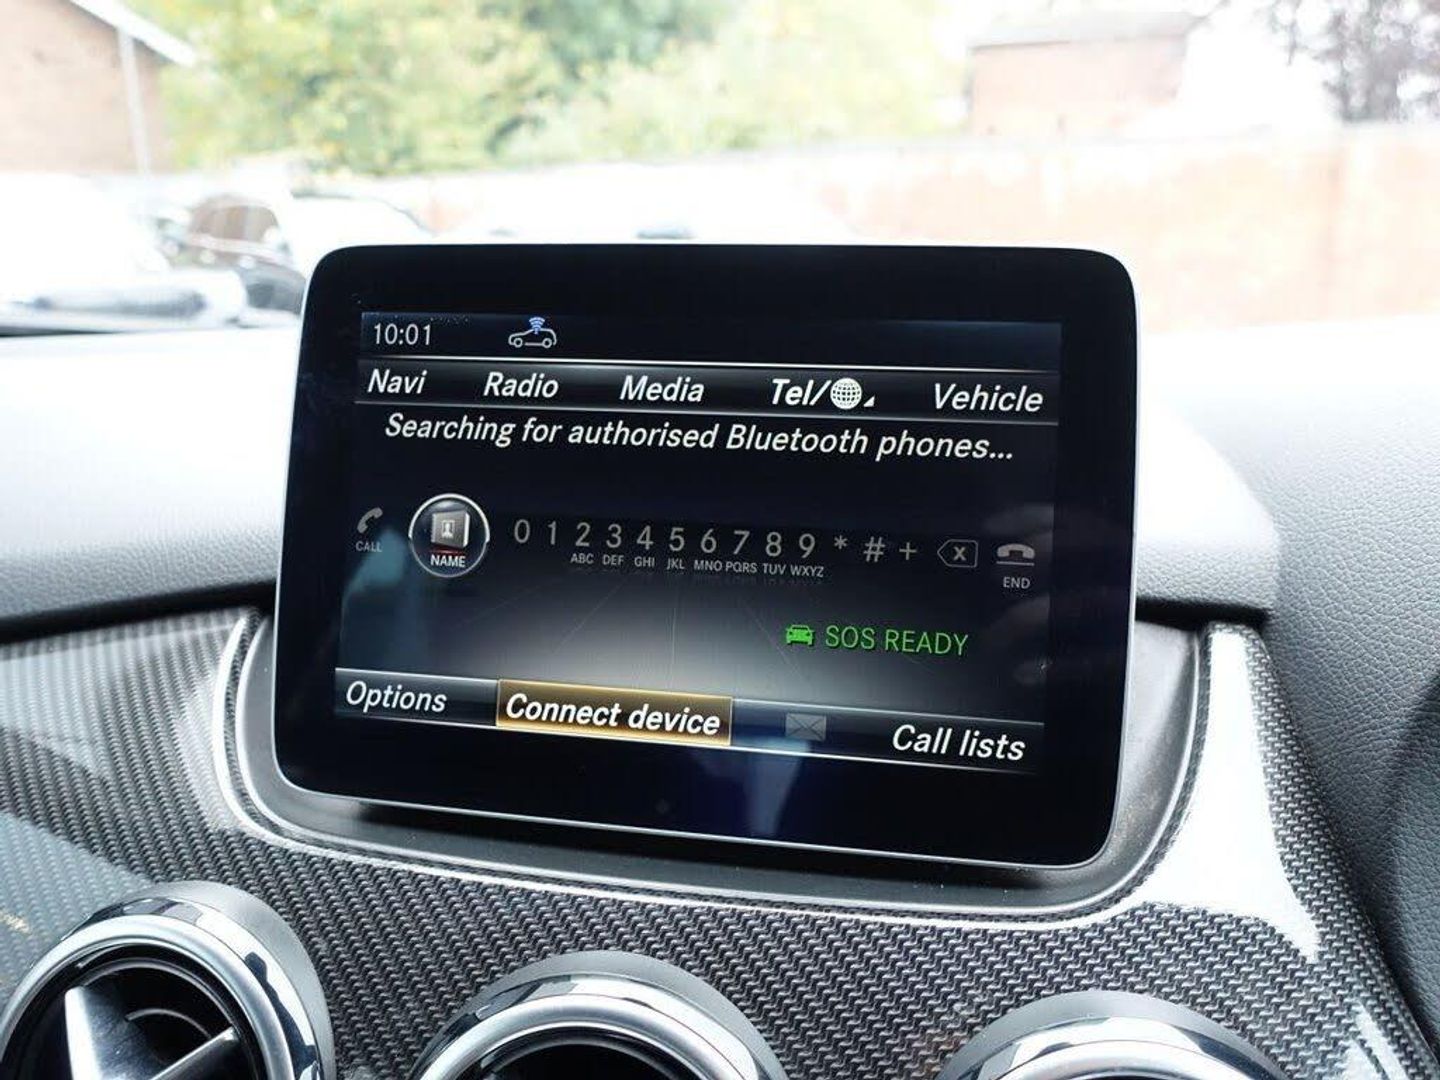 10:01
Navi Radio Media Tel/ Vehicle
Searching for authorised Bluetooth phones...
CALL NAME 0 1 2 3 4 5 6 7 8 9 * # + X END
ABC DEF GHI JKL MNO PQRS TUV WXYZ
SOS READY
Options Connect device Call lists